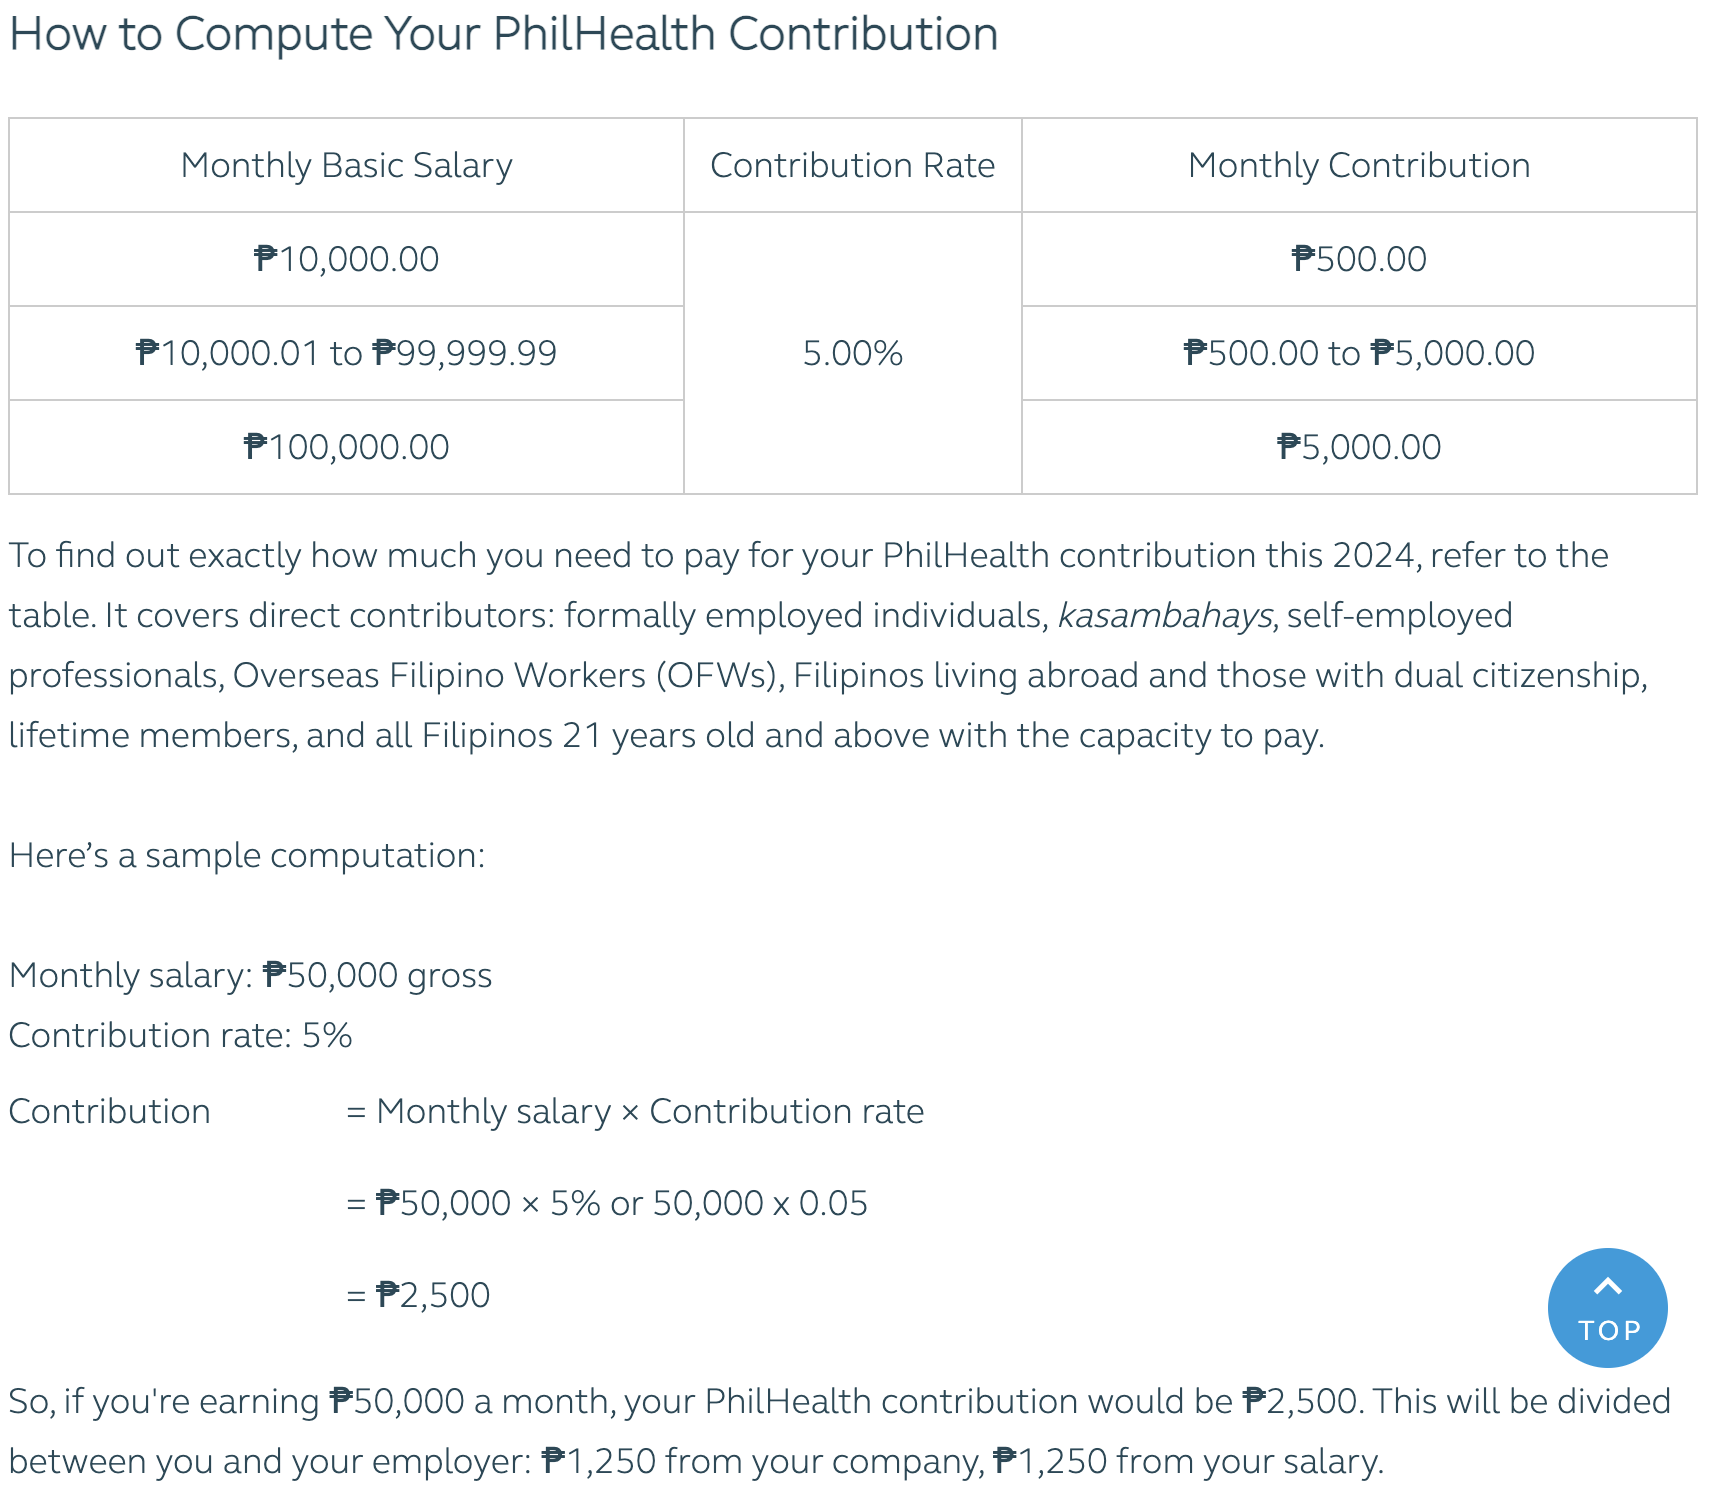 How to Compute Your PhilHealth Contribution
Monthly Basic Salary Contribution Rate Monthly Contribution
₱10,000.00 ₱500.00
₱10,000.01 to ₱99,999.99 5.00% ₱500.00 to ₱5,000.00
₱100,000.00 ₱5,000.00
To find out exactly how much you need to pay for your PhilHealth contribution this 2024, refer to the
table. It covers direct contributors: formally employed individuals, kasambahays, self-employed
professionals, Overseas Filipino Workers (OFWs), Filipinos living abroad and those with dual citizenship,
lifetime members, and all Filipinos 21 years old and above with the capacity to pay.
Here’s a sample computation:
Monthly salary: ₱50,000 gross
Contribution rate: 5%
Contribution = Monthly salary × Contribution rate
= ₱50,000 × 5% or 50,000 x 0.05
= ₱2,500
TOP
So, if you're earning ₱50,000 a month, your PhilHealth contribution would be ₱2,500. This will be divided
between you and your employer: ₱1,250 from your company, ₱1,250 from your salary.